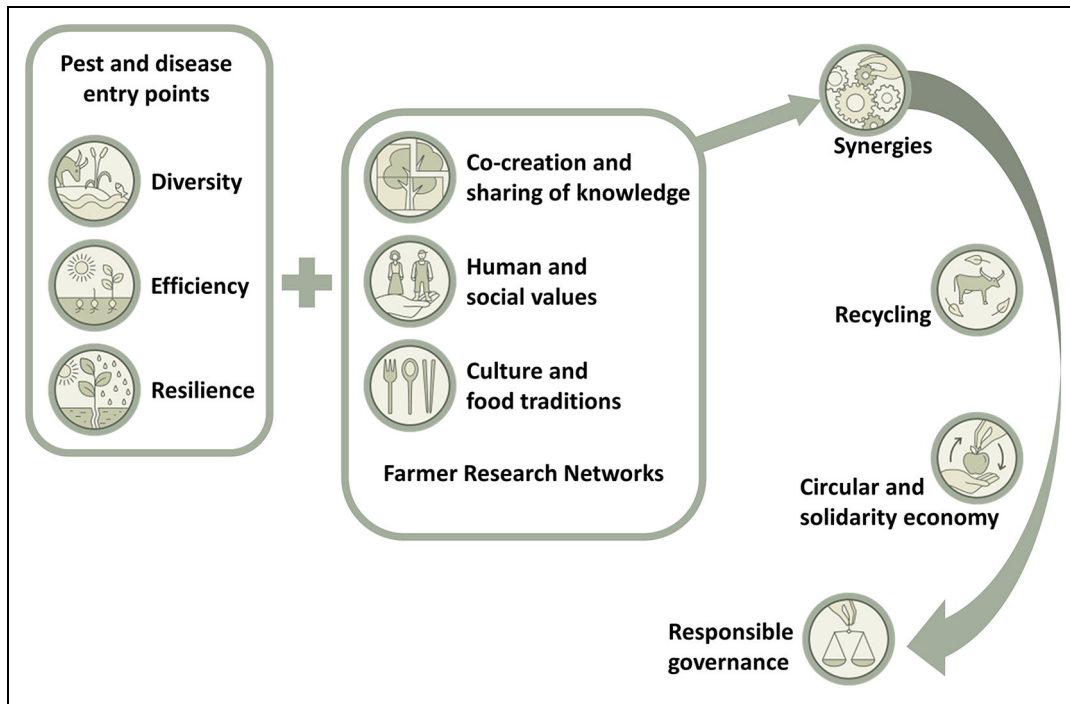 Pest and disease
entry points
Diversity
Efficiency
Resilience
Co-creation and
sharing of knowledge
Human and
social values
Culture and
food traditions
Farmer Research Networks
Synergies
Recycling
Circular and
solidarity economy
Responsible
governance